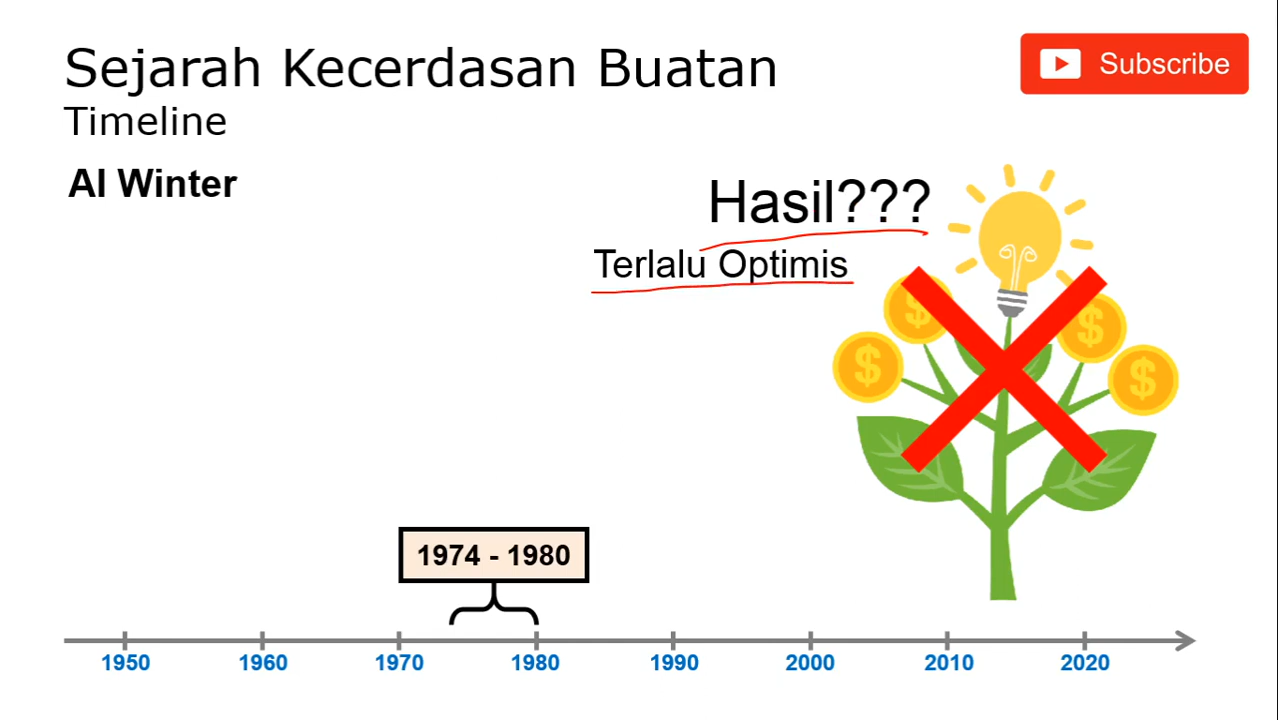 Sejarah Kecerdasan Buatan
Subscribe
Timeline
AI Winter
Hasil???
Terlalu Optimis
$
$
$
$
1974 - 1980
1950 1960 1970 1980 1990 2000 2010 2020